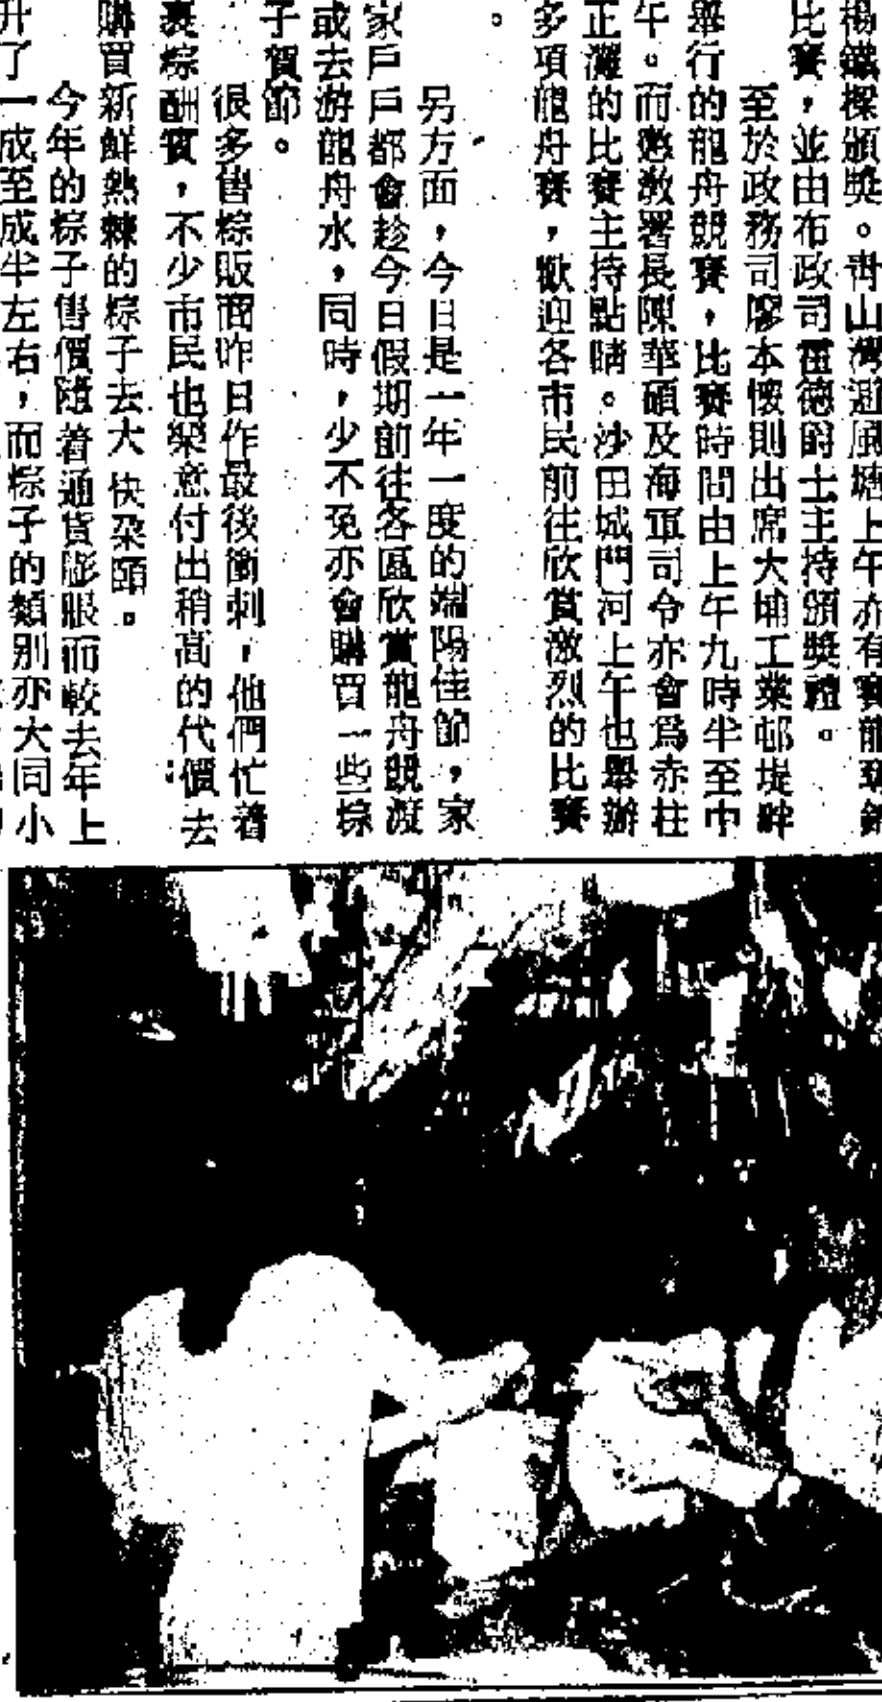 楊鐵樑頒獎。青山灣避風塘上午亦有賽龍奪錦
比賽，並由布政司霍德爵士主持頒獎禮。
至於政務司廖本懷則出席大埔工業邨堤畔
舉行的龍舟競賽，比賽時間由上午九時半至中
午。而懲教署長陳華碩及海軍司令亦會為赤柱
正灘的比賽主持點睛。沙田城門河上午也舉辦
多項龍舟賽，歡迎各市民前往欣賞激烈的比賽
。
另方面，今日是一年一度的端陽佳節，家
家戶戶都會趁今日假期前往各區欣賞龍舟競渡
或去游龍舟水，同時，少不免亦會購買一些粽
子賀節。
很多售粽販商昨日作最後衝刺，他們忙着
裹粽酬賓，不少市民也樂意付出稍高的代價去
購買新鮮熱棘的粽子去大快朶頤。
今年的粽子售價隨着通貨膨脹而較去年上
升了一成至成半左右，而粽子的類別亦大同小